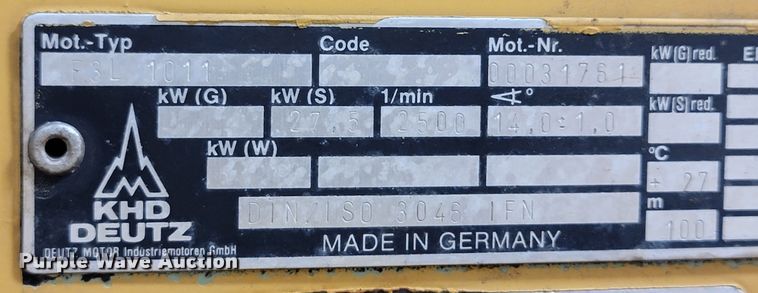 Mot.-Typ Code Mot.-Nr. kW(G) red.
F3L 1011 00031761
kW (G) kW (S) 1/min ° kW(S) red.
27,5 2500 14,0±1,0
kW (W) °C
+ 27
KHD DIN/ISO 3046 IFN m
DEUTZ 100
DEUTZ MOTOR Industriemotoren GmbH MADE IN GERMANY
Purple Wave Auction